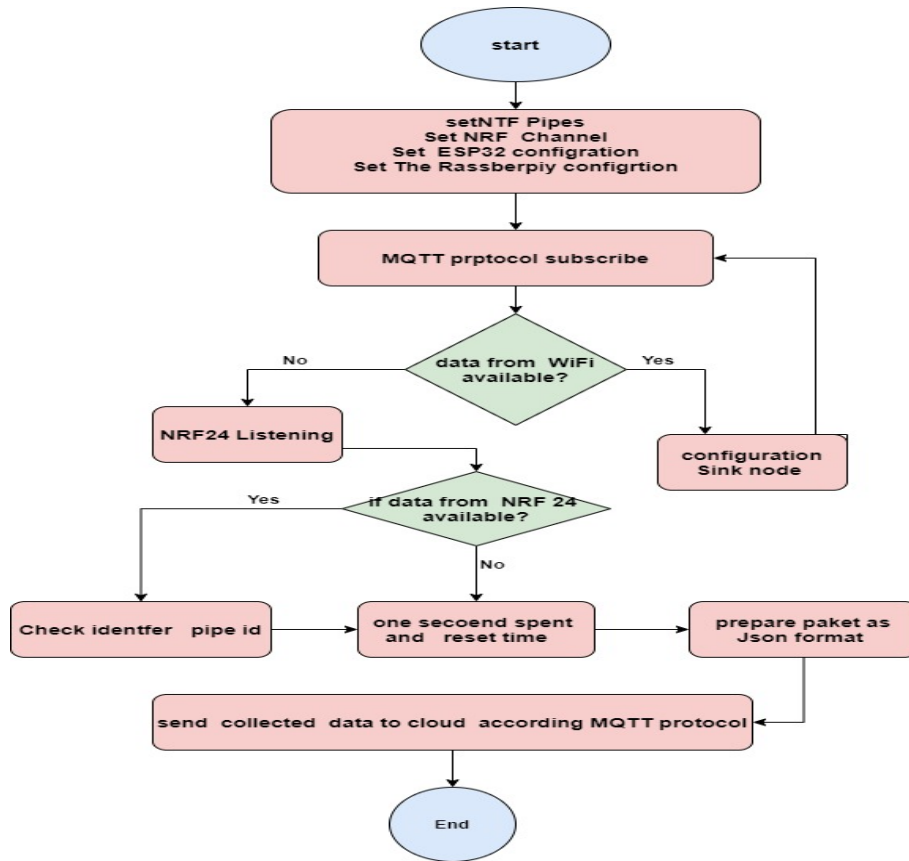 start
setNTF Pipes
Set NRF Channel
Set ESP32 configration
Set The Rassberpiy configrtion
MQTT prptocol subscribe
data from WiFi
available?
No
Yes
NRF24 Listening
configuration
Sink node
if data from NRF 24
available?
Yes
No
Check identfer pipe id
one secoend spent
and reset time
prepare paket as
Json format
send collected data to cloud according MQTT protocol
End